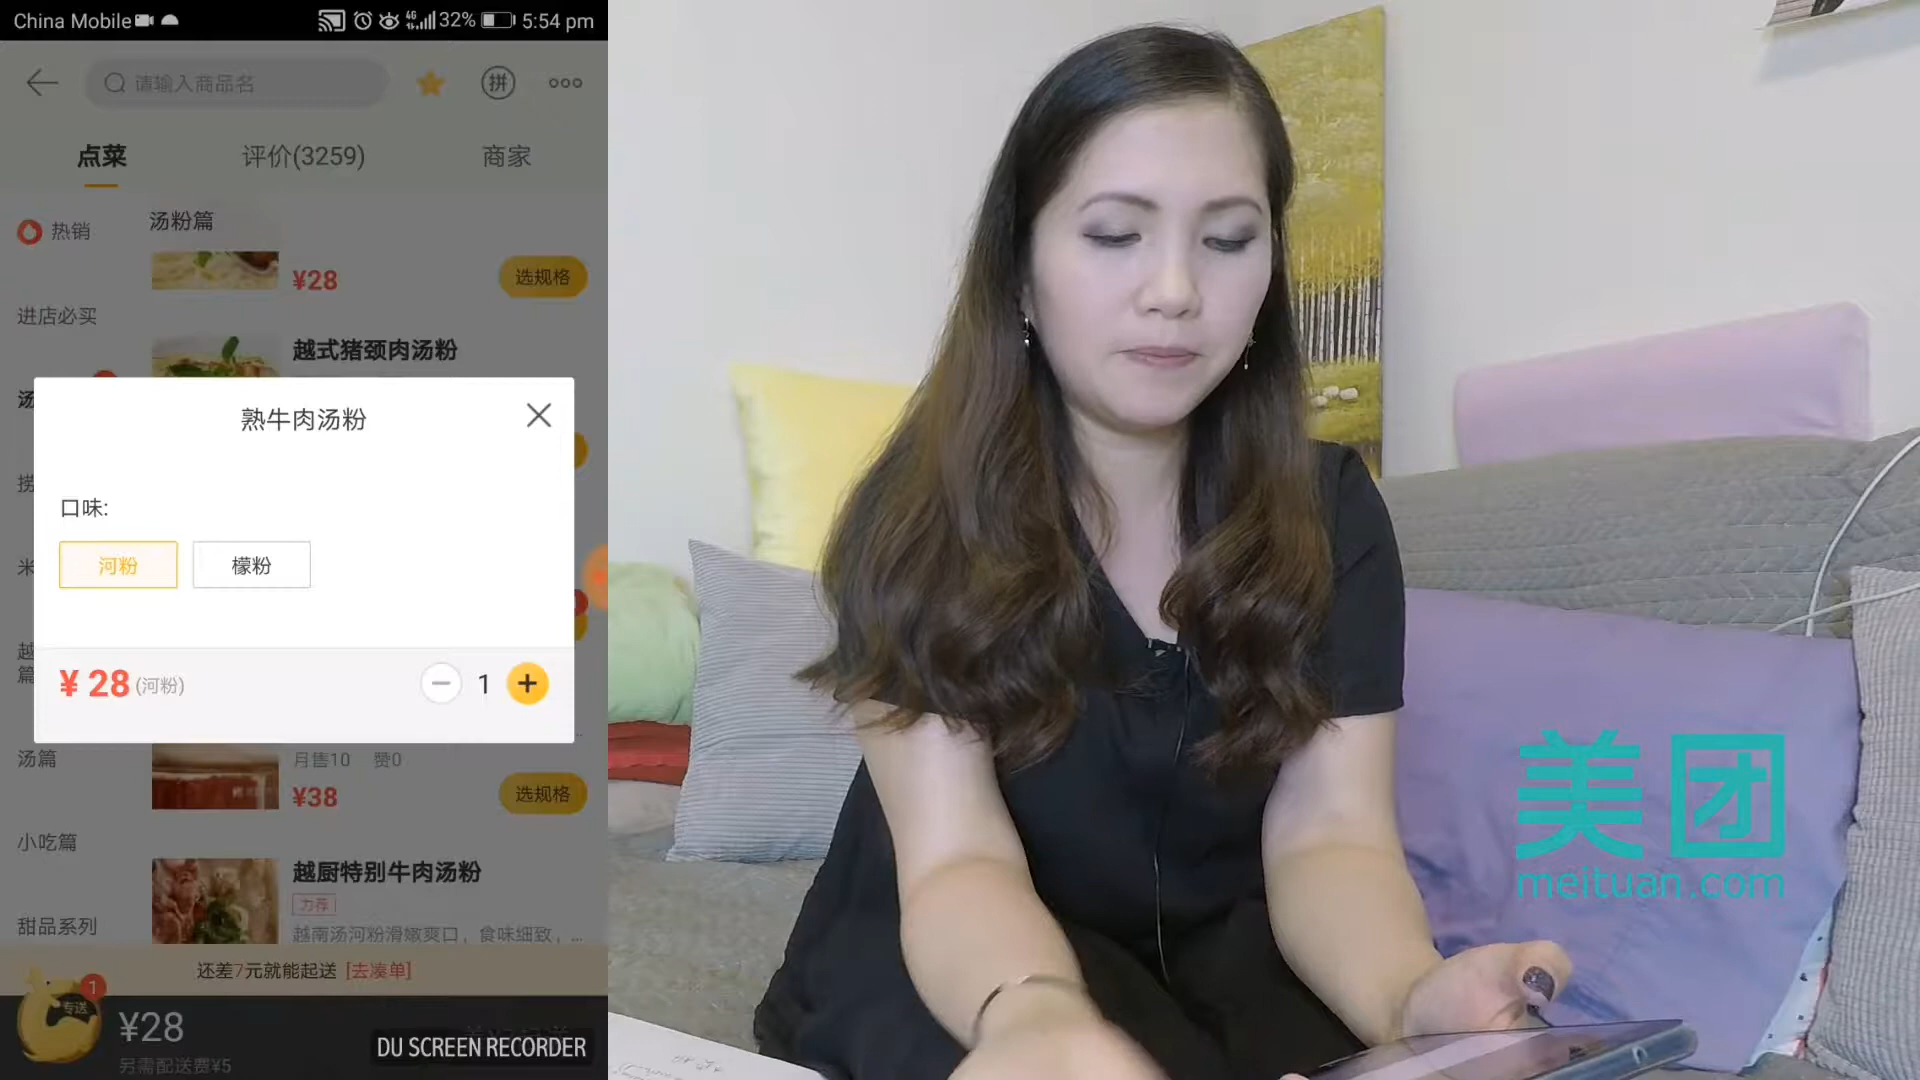 China Mobile 4G 32% 5:54 pm
请输入商品名
拼
点菜 评价(3259) 商家
热销
汤粉篇
¥28 选规格
进店必买
越式猪颈肉汤粉
汤
熟牛肉汤粉
捞
口味:
河粉 檬粉
米
越
篇
¥ 28 (河粉) 1
汤篇
月售10 赞0
¥38 选规格
小吃篇
越厨特别牛肉汤粉
力荐
甜品系列
越南汤河粉滑嫩爽口，食味细致，...
还差7元就能起送 [去凑单]
专送
1
¥28
另需配送费¥5
DU SCREEN RECORDER
美团
meituan.com